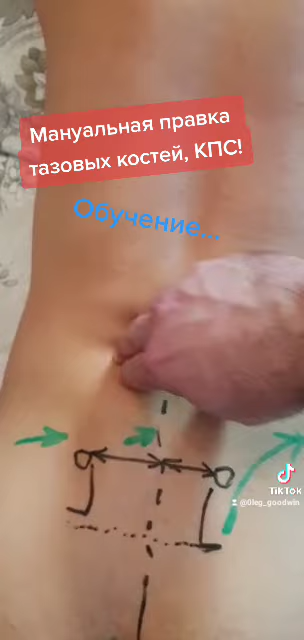 Мануальная правка
тазовых костей, КПС!
Обучение...
TikTok
@0leg_goodwin